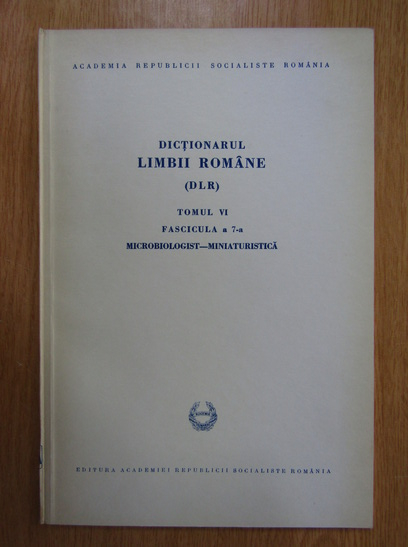 ACADEMIA REPUBLICII SOCIALISTE ROMÂNIA
DICȚIONARUL
LIMBII ROMÂNE
(DLR)
TOMUL VI
FASCICULA a 7-a
MICROBIOLOGIST—MINIATURISTICĂ
EDITURA ACADEMIEI REPUBLICII SOCIALISTE ROMÂNIA